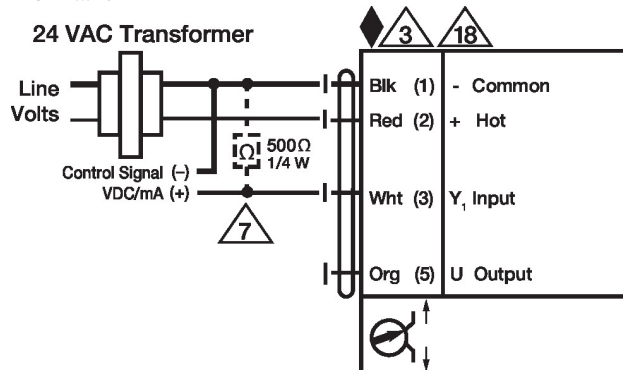 24 VAC Transformer
3
18
Line
Volts
Blk (1) - Common
Red (2) + Hot
Ω
500Ω
1/4 W
Control Signal (–)
VDC/mA (+)
Wht (3) Y₁ Input
7
Org (5) U Output